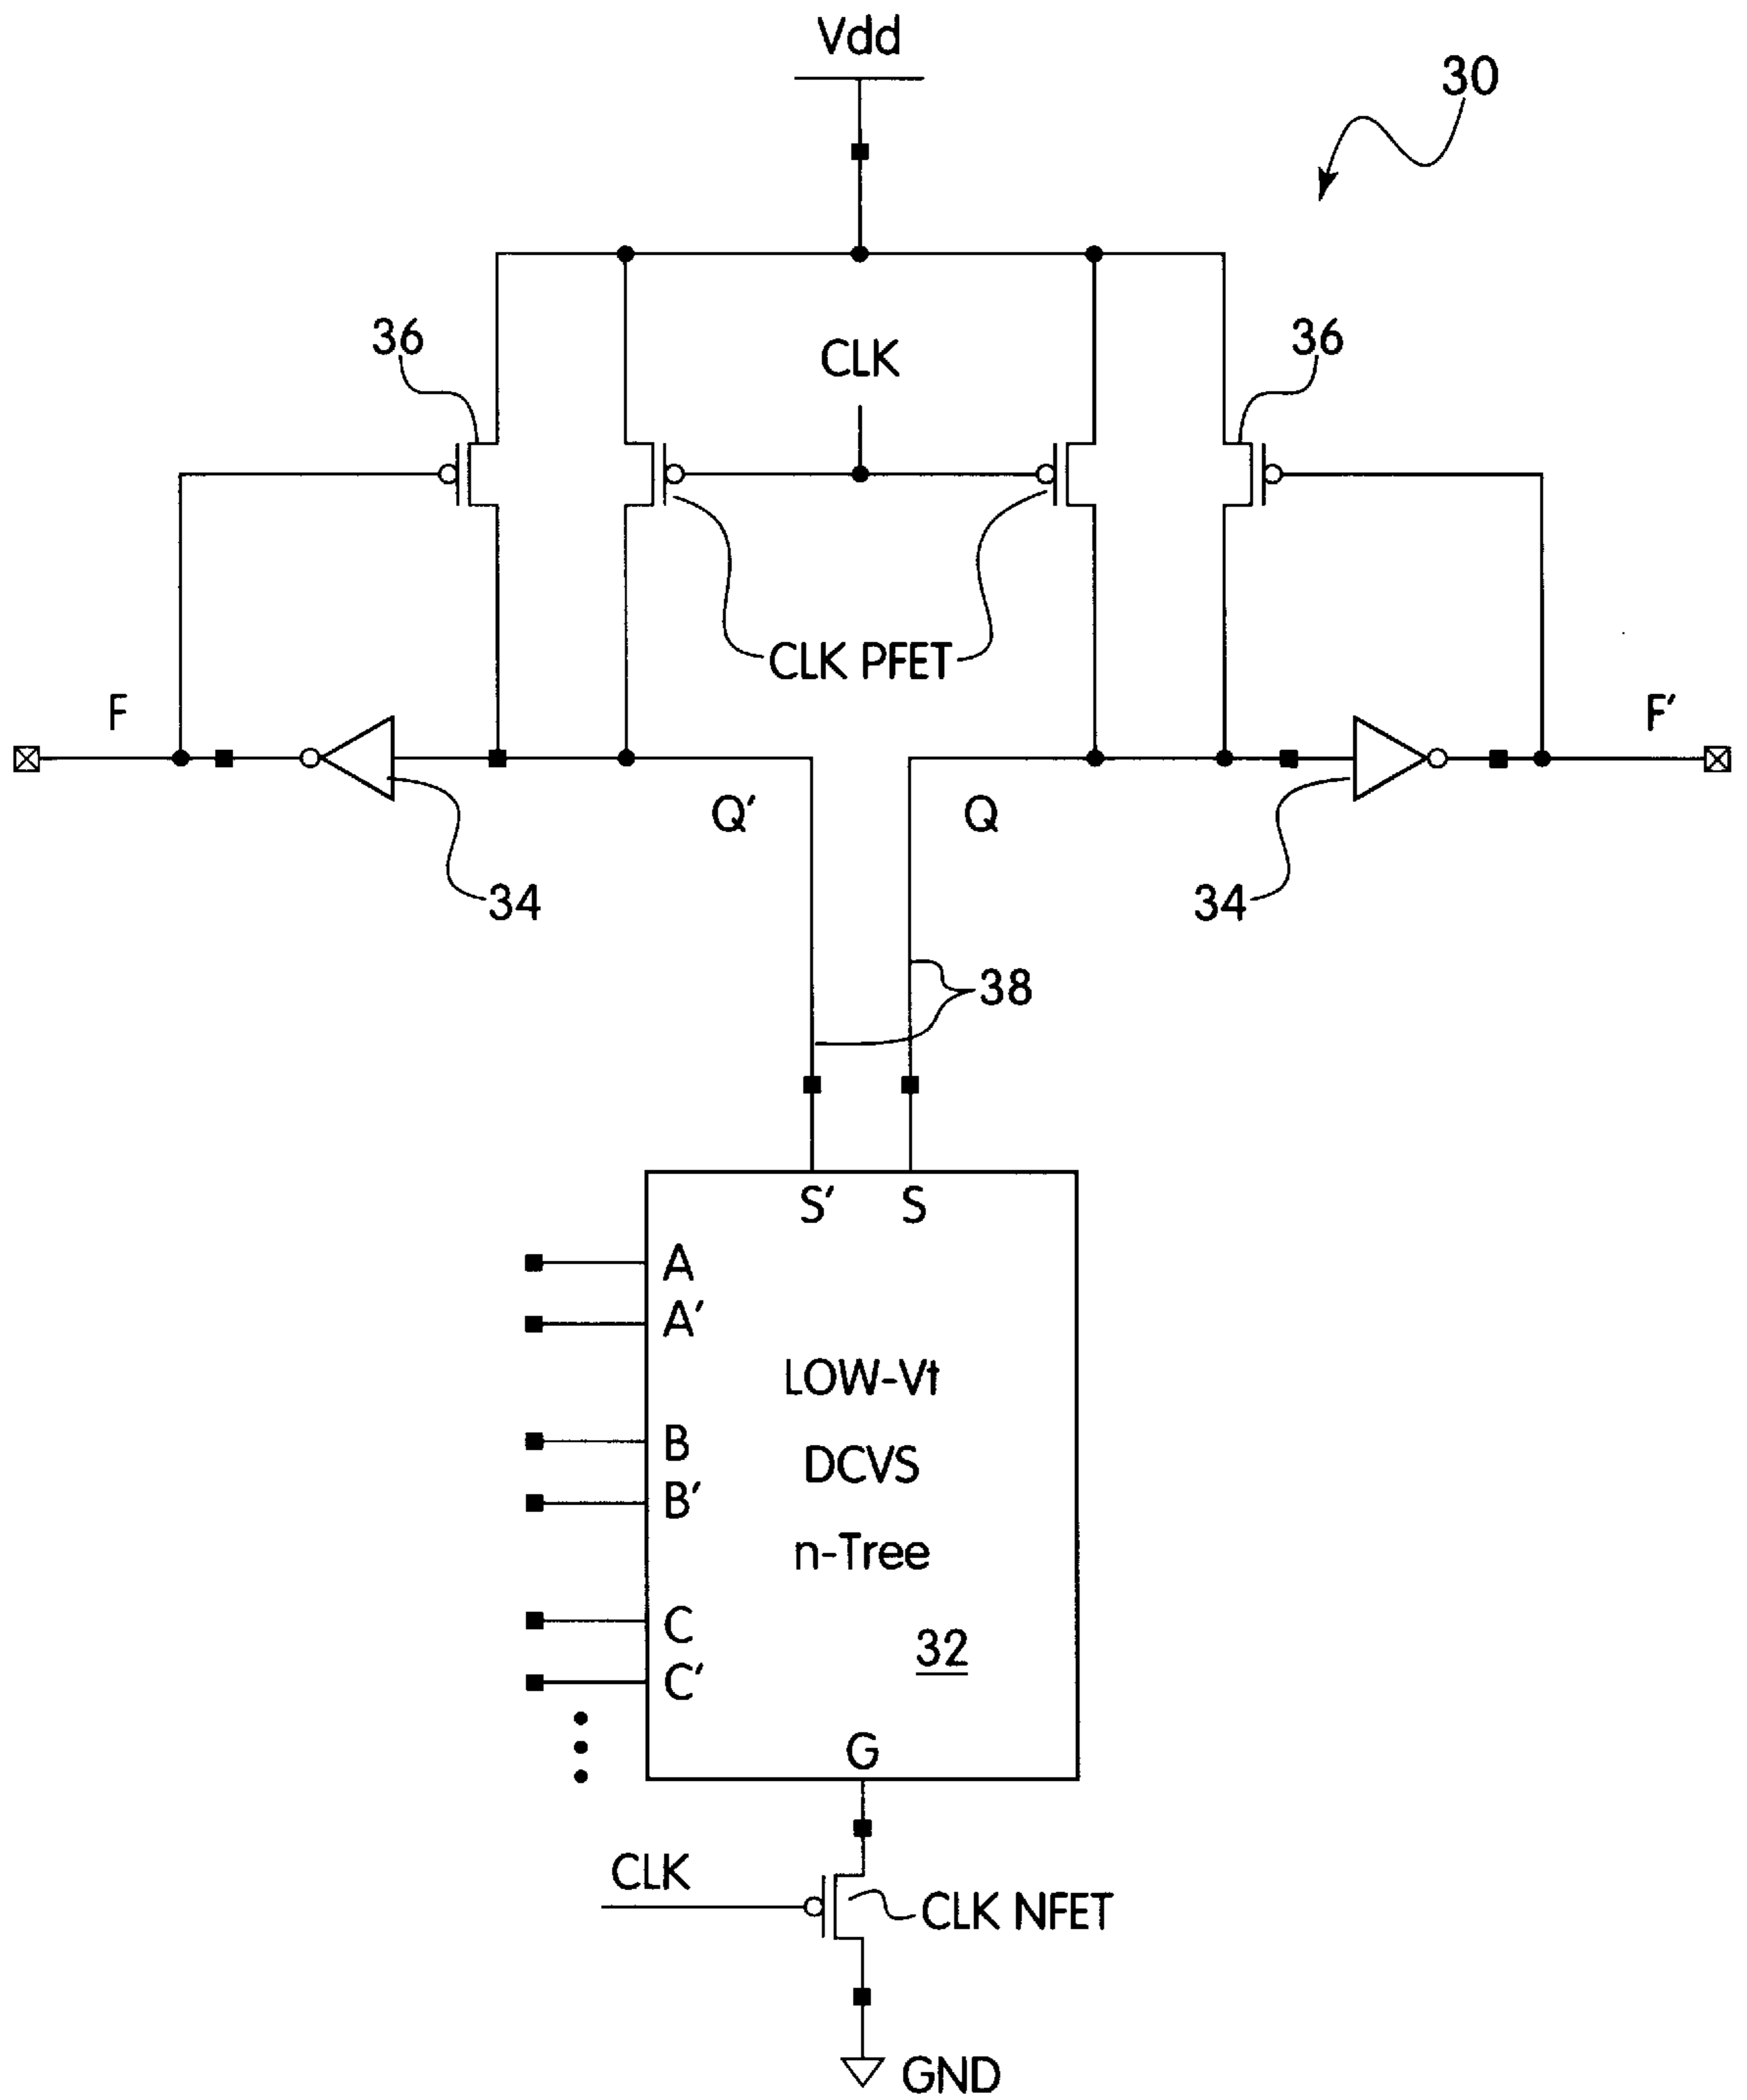 Vdd
30
36
CLK
36
CLK PFET
F
F'
Q'
Q
34
34
38
S'
S
A
A'
LOW-Vt
B
DCVS
B'
n-Tree
C
32
C'
G
CLK
CLK NFET
GND